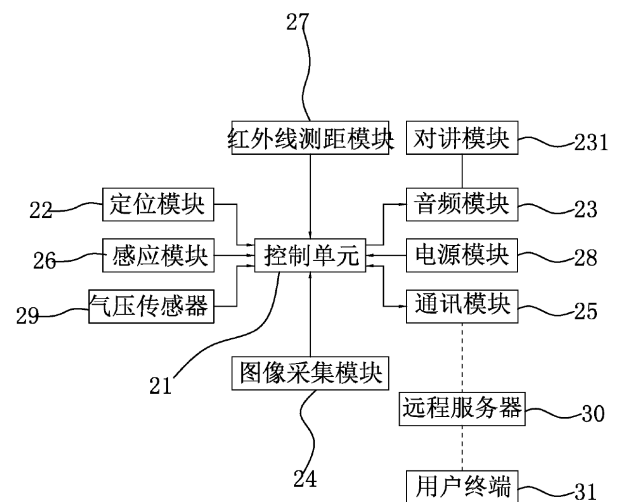 27
红外线测距模块
对讲模块
231
22
定位模块
音频模块
23
26
感应模块
控制单元
电源模块
28
29
气压传感器
通讯模块
25
21
图像采集模块
24
远程服务器
30
用户终端
31